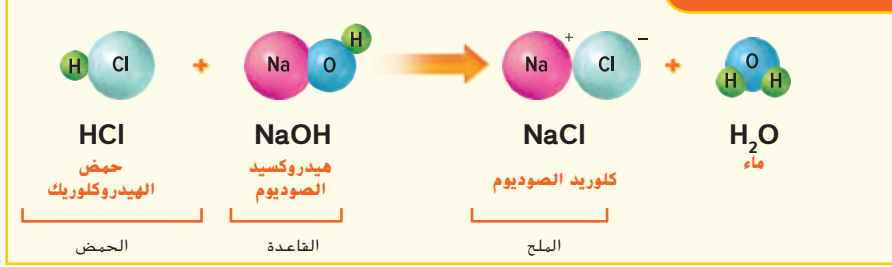 H Cl + Na O H Na + Cl − + O H H
HCl NaOH NaCl H₂O
حمض هيدروكسيد كلوريد الصوديوم ماء
الهيدروكلوريك الصوديوم
الحمض القاعدة الملح